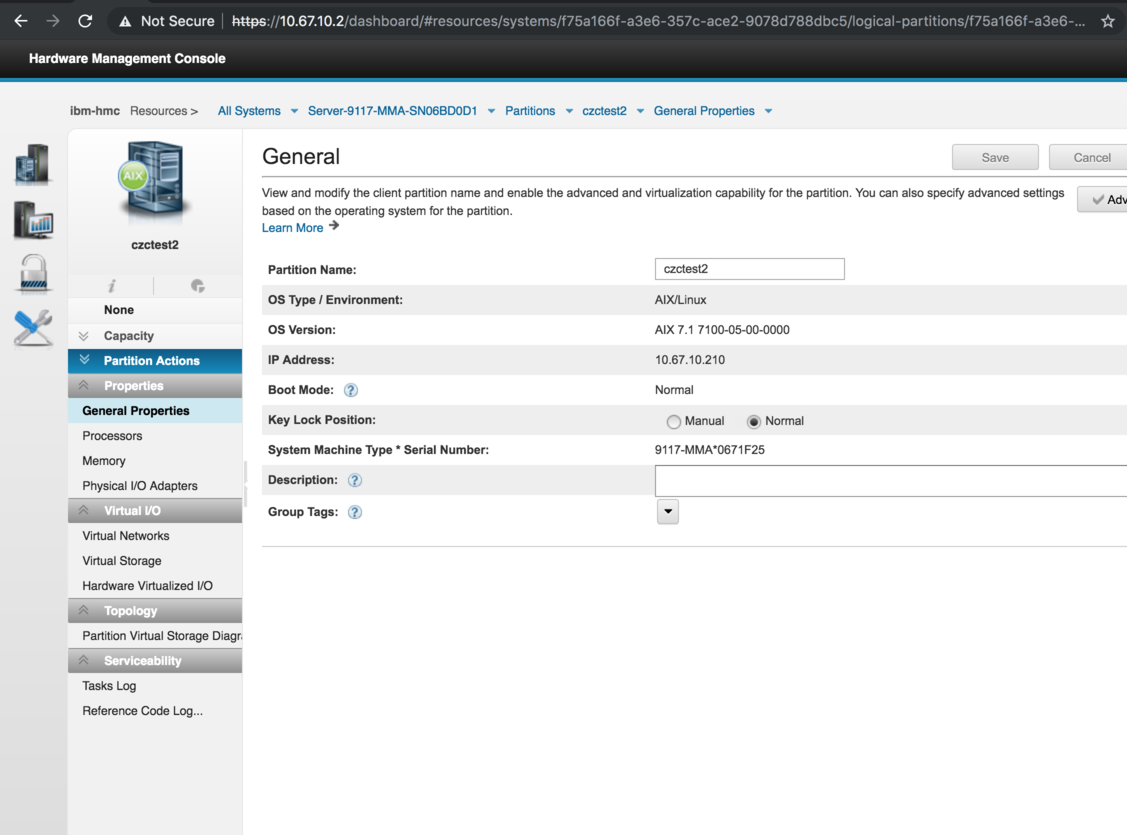 Not Secure | https://10.67.10.2/dashboard/#resources/systems/f75a166f-a3e6-357c-ace2-9078d788dbc5/logical-partitions/f75a166f-a3e6-...
Hardware Management Console
ibm-hmc Resources > All Systems Server-9117-MMA-SN06BD0D1 Partitions czctest2 General Properties
AIX
czctest2
i
None
Capacity
Partition Actions
Properties
General Properties
Processors
Memory
Physical I/O Adapters
Virtual I/O
Virtual Networks
Virtual Storage
Hardware Virtualized I/O
Topology
Partition Virtual Storage Diagr
Serviceability
Tasks Log
Reference Code Log...
General
Save Cancel
View and modify the client partition name and enable the advanced and virtualization capability for the partition. You can also specify advanced settings
based on the operating system for the partition.
Adv
Learn More
Partition Name: czctest2
OS Type / Environment: AIX/Linux
OS Version: AIX 7.1 7100-05-00-0000
IP Address: 10.67.10.210
Boot Mode: ? Normal
Key Lock Position: Manual Normal
System Machine Type * Serial Number: 9117-MMA*0671F25
Description: ?
Group Tags: ?